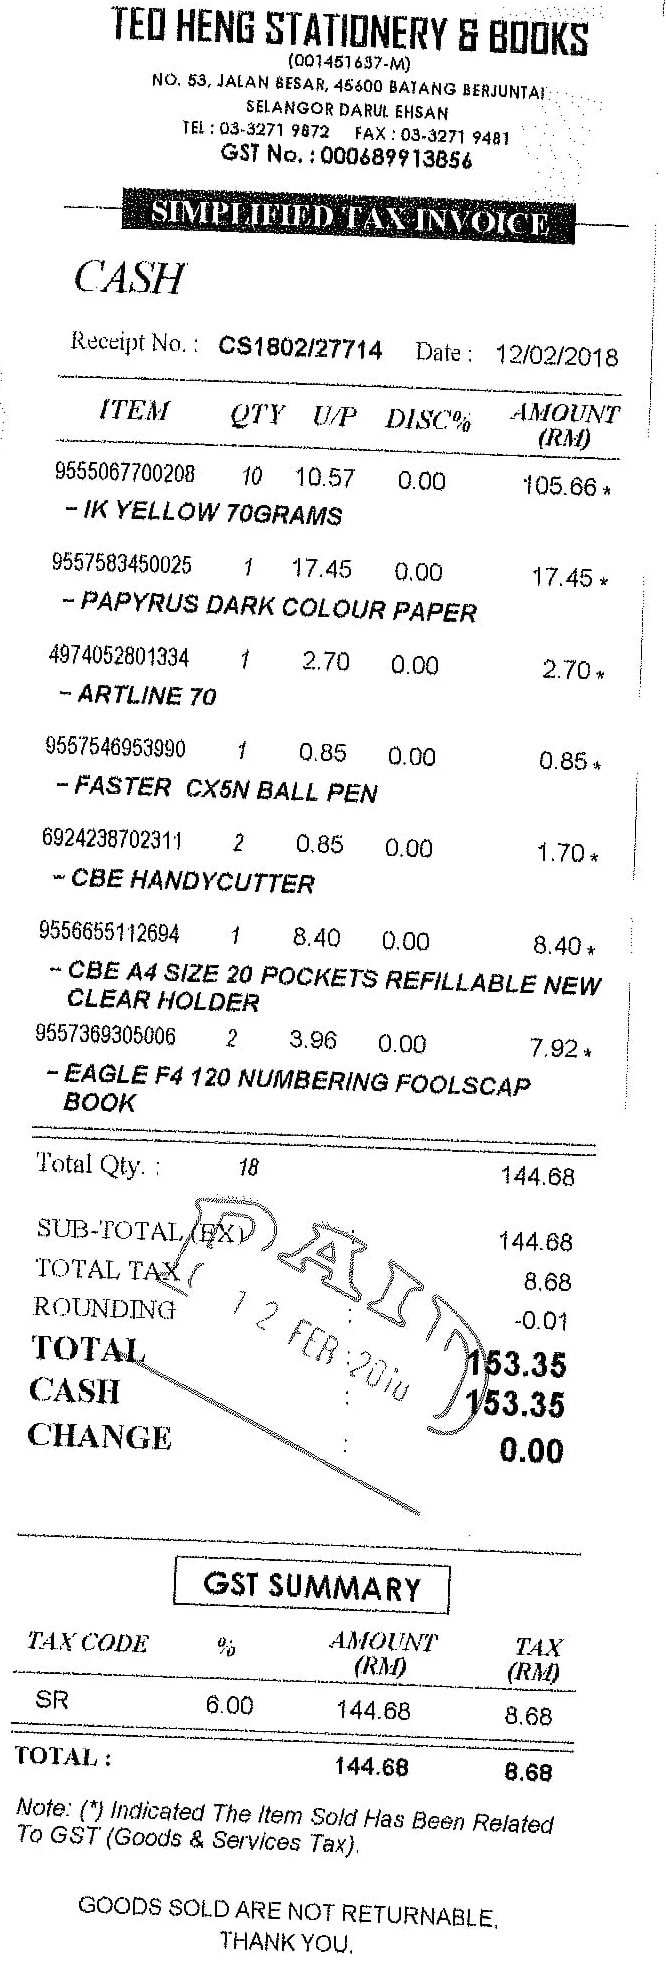 TEO HENG STATIONERY & BOOKS
(001451637-M)
NO. 53, JALAN BESAR, 45600 BATANG BERJUNTAI
SELANGOR DARUL EHSAN
TEL : 03-3271 9872 FAX : 03-3271 9481
GST No. : 000689913856
SIMPLIFIED TAX INVOICE
CASH
Receipt No. : CS1802/27714 Date : 12/02/2018
ITEM QTY U/P DISC% AMOUNT
(RM)
9555067700208 10 10.57 0.00 105.66 *
- IK YELLOW 70GRAMS
9557583450025 1 17.45 0.00 17.45 *
- PAPYRUS DARK COLOUR PAPER
4974052801334 1 2.70 0.00 2.70 *
- ARTLINE 70
9557546953990 1 0.85 0.00 0.85 *
- FASTER CX5N BALL PEN
6924238702311 2 0.85 0.00 1.70 *
- CBE HANDYCUTTER
9556655112694 1 8.40 0.00 8.40 *
- CBE A4 SIZE 20 POCKETS REFILLABLE NEW
CLEAR HOLDER
9557369305006 2 3.96 0.00 7.92 *
- EAGLE F4 120 NUMBERING FOOLSCAP
BOOK
Total Qty. : 18 144.68
SUB-TOTAL (EX) : 144.68
TOTAL TAX 8.68
ROUNDING : -0.01
TOTAL : 153.35
CASH : 153.35
CHANGE : 0.00
PAID
12 FEB 2018
GST SUMMARY
TAX CODE % AMOUNT TAX
(RM) (RM)
SR 6.00 144.68 8.68
TOTAL : 144.68 8.68
Note: (*) Indicated The Item Sold Has Been Related
To GST (Goods & Services Tax).
GOODS SOLD ARE NOT RETURNABLE,
THANK YOU.